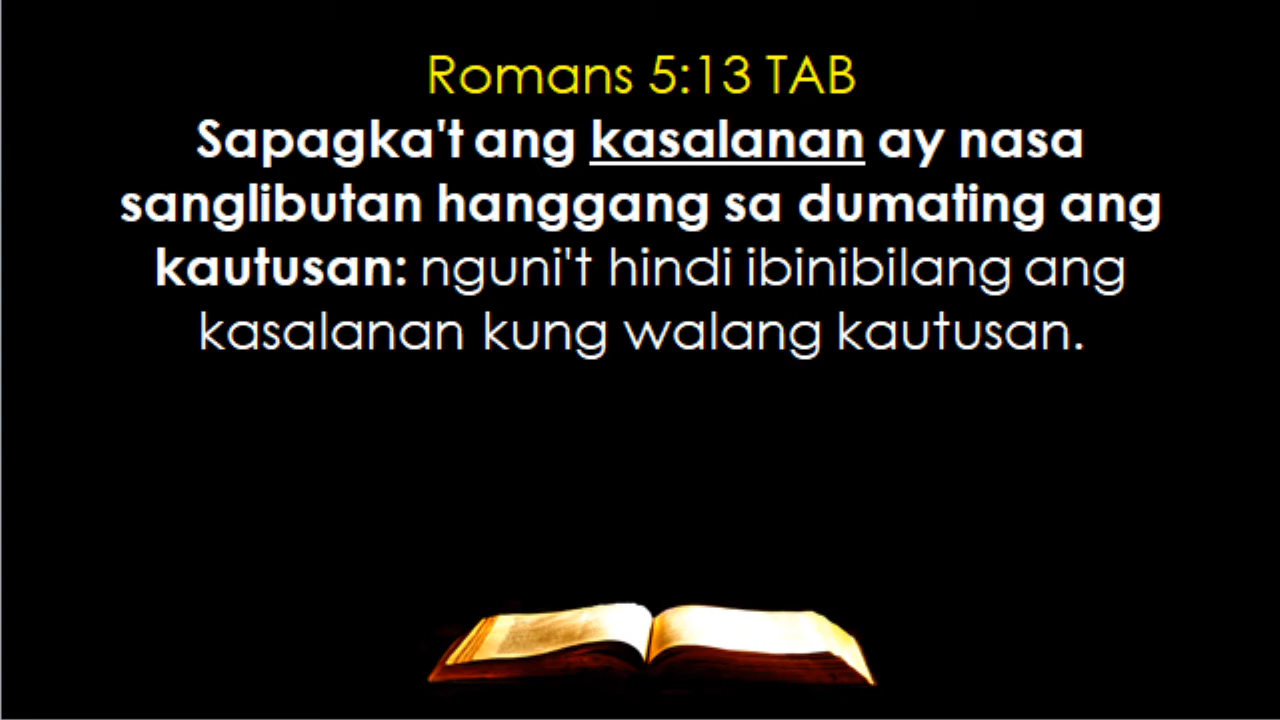 Romans 5:13 TAB
Sapagka't ang kasalanan ay nasa
sanglibutan hanggang sa dumating ang
kautusan: nguni't hindi ibinibilang ang
kasalanan kung walang kautusan.